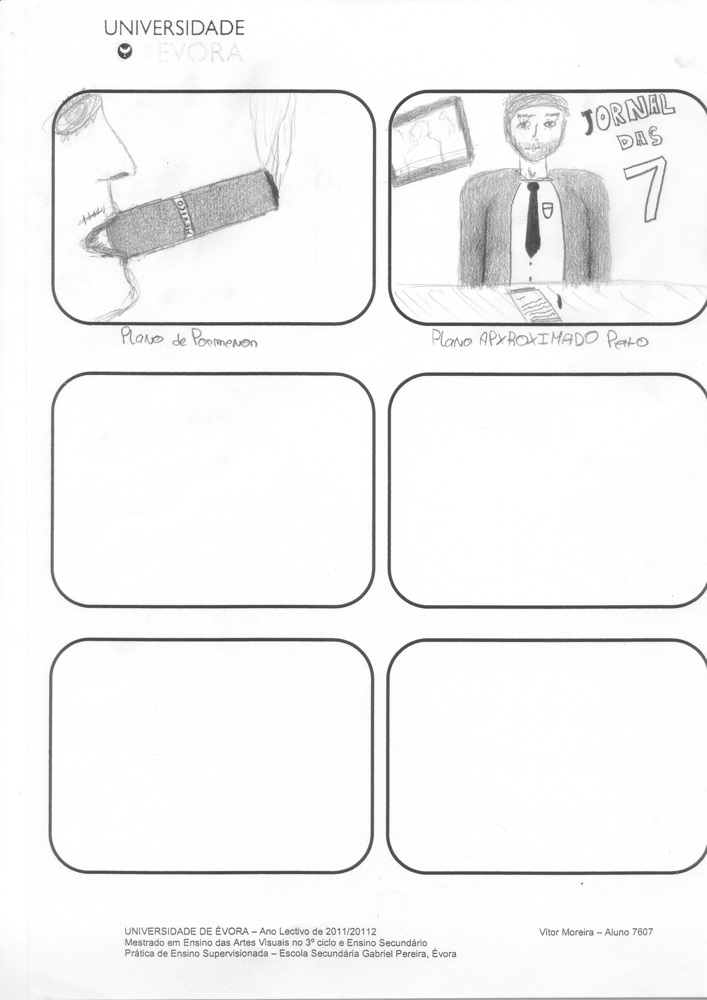 UNIVERSIDADE
DE ÉVORA
MEXICO
JORNAL
DAS
7
Plano de Pormenor
Plano APXROXIMADO Peito
UNIVERSIDADE DE ÉVORA – Ano Lectivo de 2011/20112
Vitor Moreira – Aluno 7607
Mestrado em Ensino das Artes Visuais no 3º ciclo e Ensino Secundário
Prática de Ensino Supervisionada – Escola Secundária Gabriel Pereira, Évora